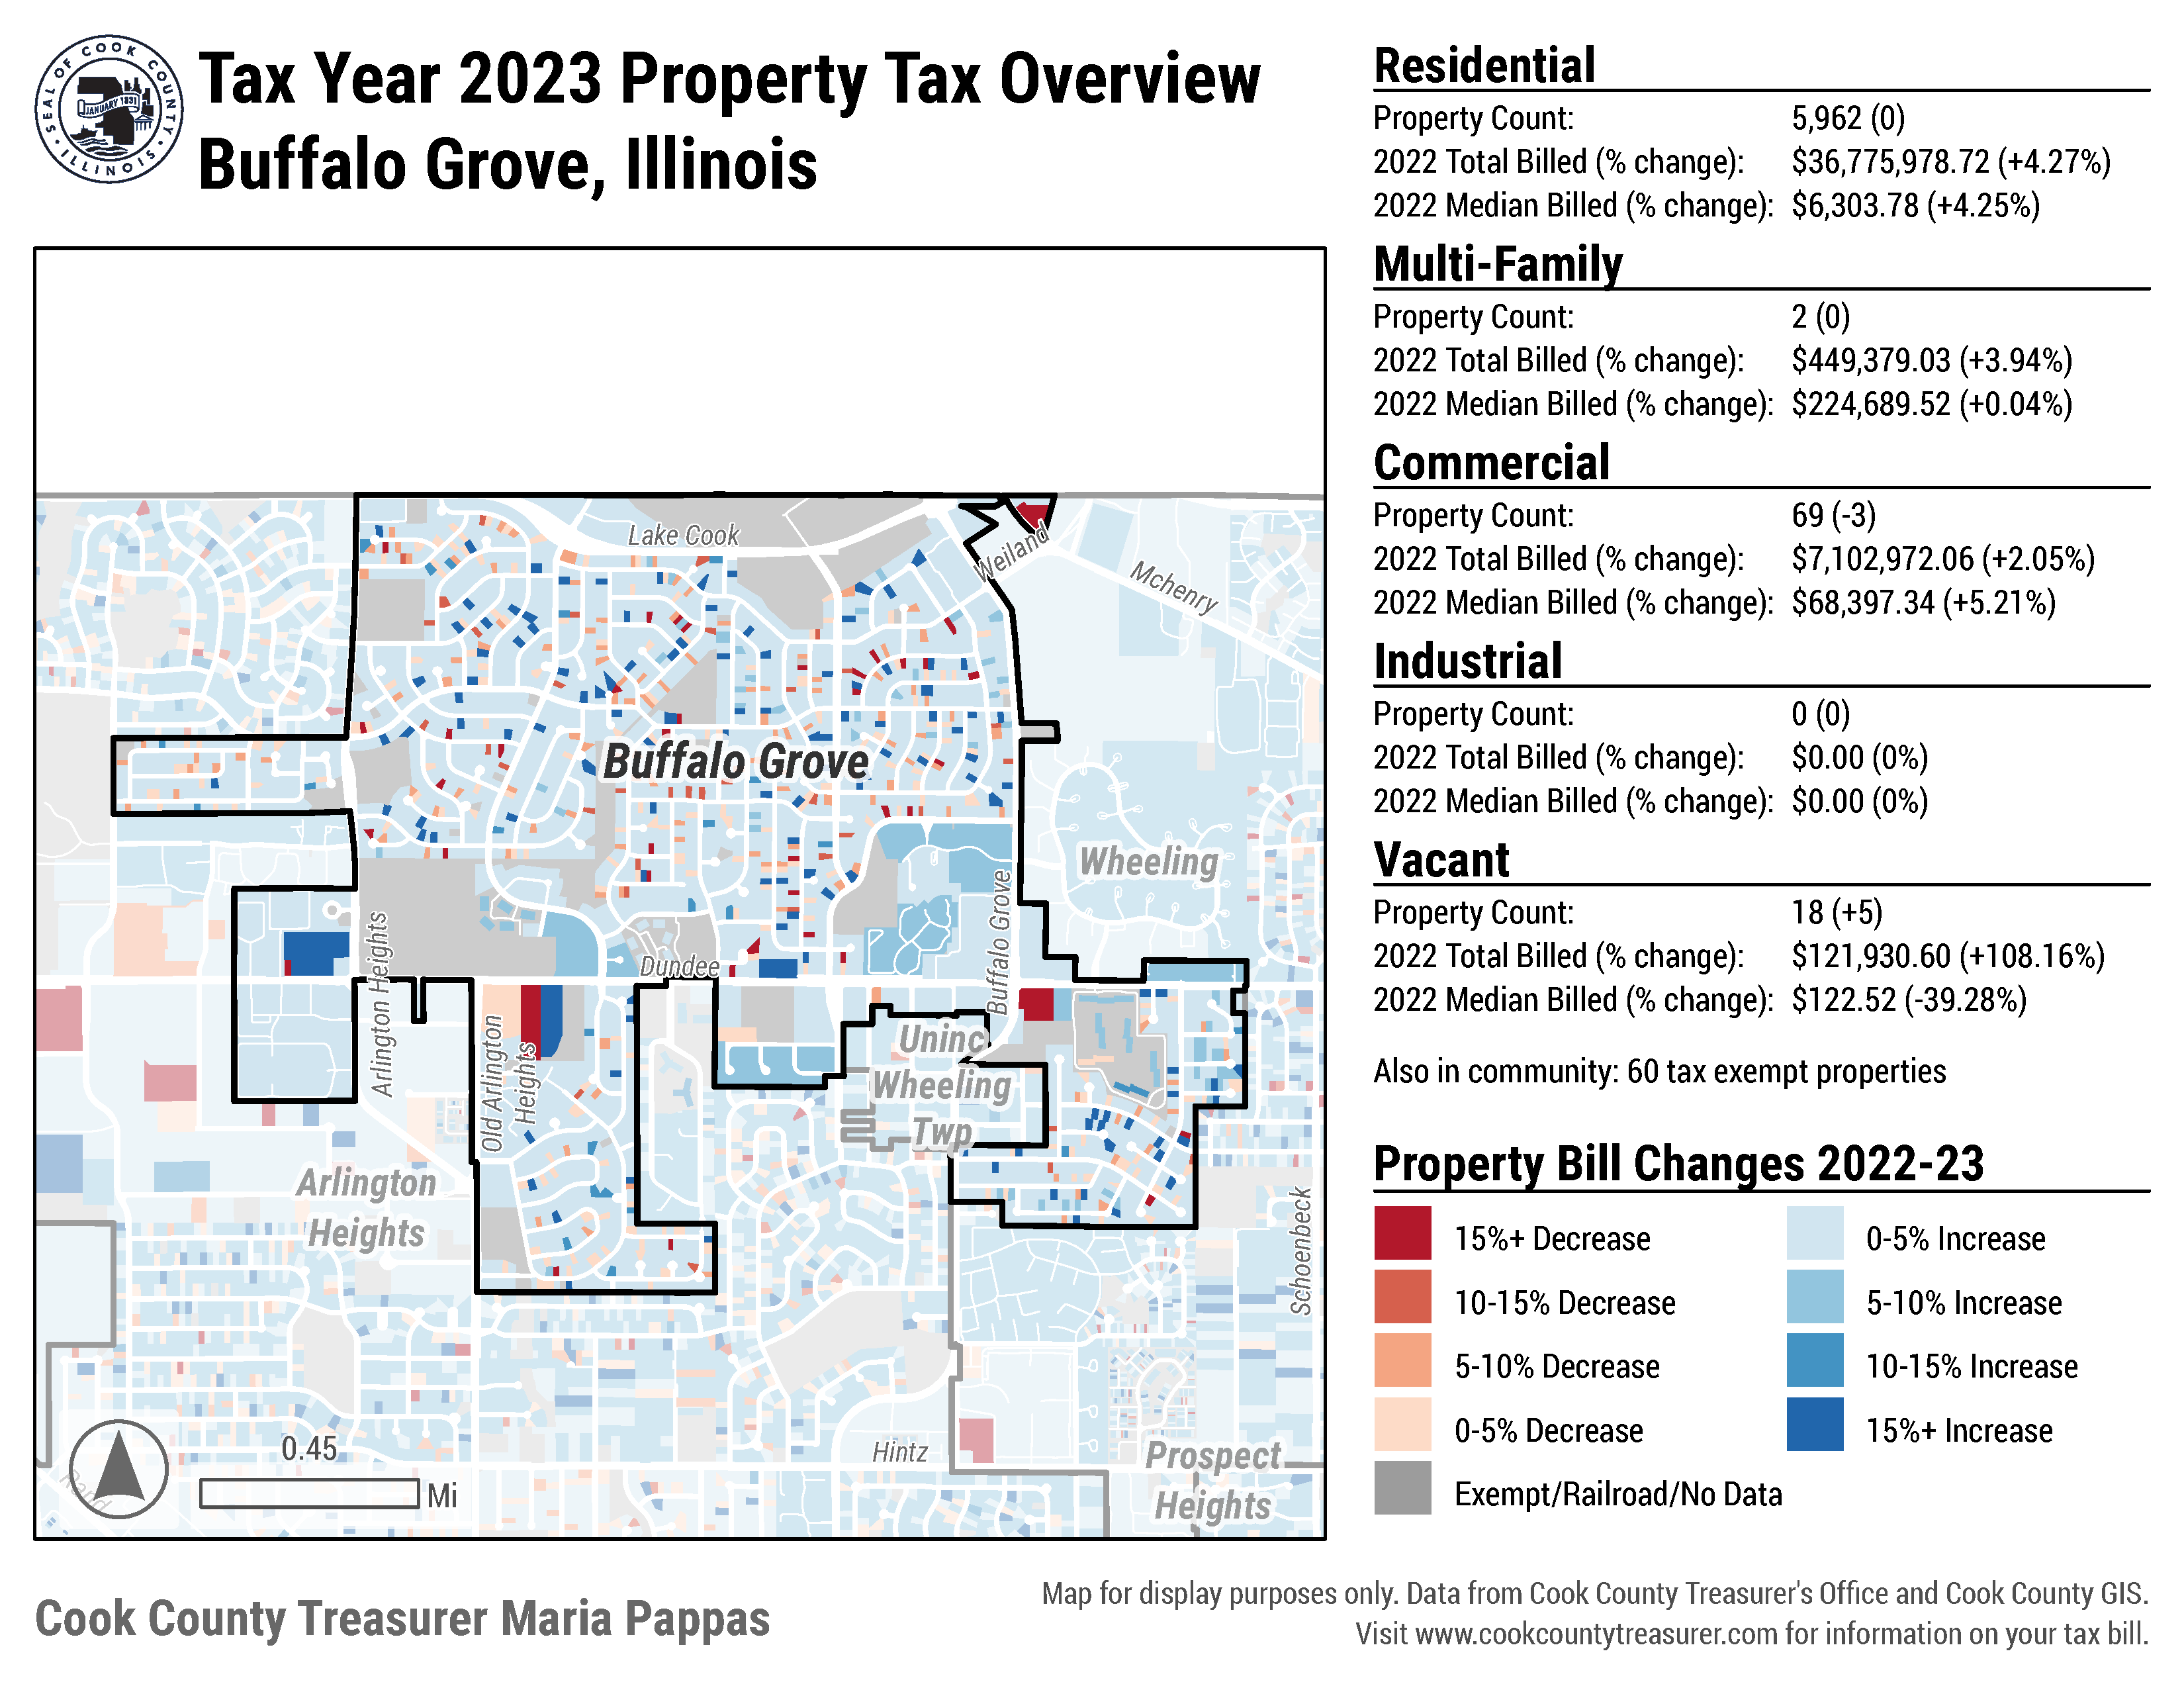 SEAL OF COOK COUNTY
• ILLINOIS •
JANUARY 1831
Tax Year 2023 Property Tax Overview
Buffalo Grove, Illinois
Residential
Property Count: 5,962 (0)
2022 Total Billed (% change): $36,775,978.72 (+4.27%)
2022 Median Billed (% change): $6,303.78 (+4.25%)
Multi-Family
Property Count: 2 (0)
2022 Total Billed (% change): $449,379.03 (+3.94%)
2022 Median Billed (% change): $224,689.52 (+0.04%)
Commercial
Property Count: 69 (-3)
2022 Total Billed (% change): $7,102,972.06 (+2.05%)
2022 Median Billed (% change): $68,397.34 (+5.21%)
Industrial
Property Count: 0 (0)
2022 Total Billed (% change): $0.00 (0%)
2022 Median Billed (% change): $0.00 (0%)
Vacant
Property Count: 18 (+5)
2022 Total Billed (% change): $121,930.60 (+108.16%)
2022 Median Billed (% change): $122.52 (-39.28%)
Also in community: 60 tax exempt properties
Property Bill Changes 2022-23
15%+ Decrease
10-15% Decrease
5-10% Decrease
0-5% Decrease
Exempt/Railroad/No Data
0-5% Increase
5-10% Increase
10-15% Increase
15%+ Increase
Lake Cook
Weiland
Mchenry
Buffalo Grove
Wheeling
Buffalo Grove
Arlington Heights
Dundee
Old Arlington
Heights
Uninc
Wheeling
Twp
Arlington
Heights
Schoenbeck
Hintz
Prospect
Heights
Rand
0.45
Mi
Cook County Treasurer Maria Pappas
Map for display purposes only. Data from Cook County Treasurer's Office and Cook County GIS.
Visit www.cookcountytreasurer.com for information on your tax bill.